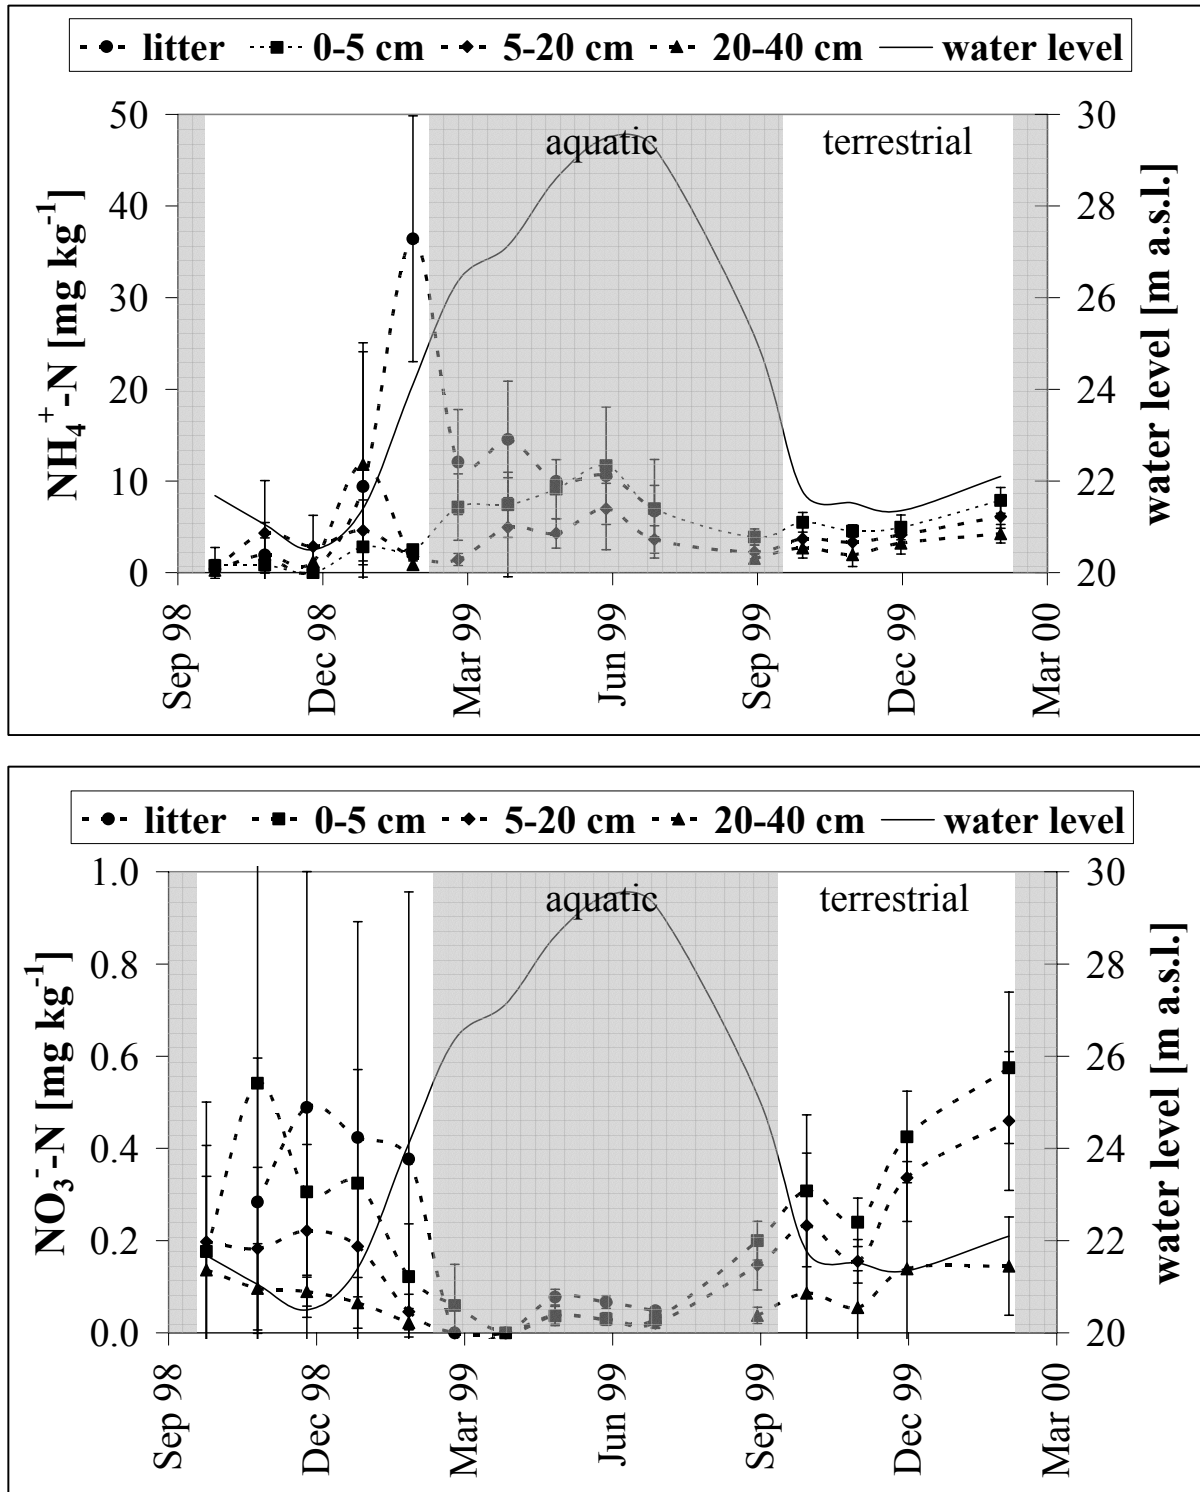 litter 0-5 cm 5-20 cm 20-40 cm water level
50 30
aquatic terrestrial
40 28
30 26
20 24
10 22
0 20
NH4+-N [mg kg-1]
water level [m a.s.l.]
Sep 98 Dec 98 Mar 99 Jun 99 Sep 99 Dec 99 Mar 00
litter 0-5 cm 5-20 cm 20-40 cm water level
1.0 30
aquatic terrestrial
0.8 28
0.6 26
0.4 24
0.2 22
0.0 20
NO3--N [mg kg-1]
water level [m a.s.l.]
Sep 98 Dec 98 Mar 99 Jun 99 Sep 99 Dec 99 Mar 00